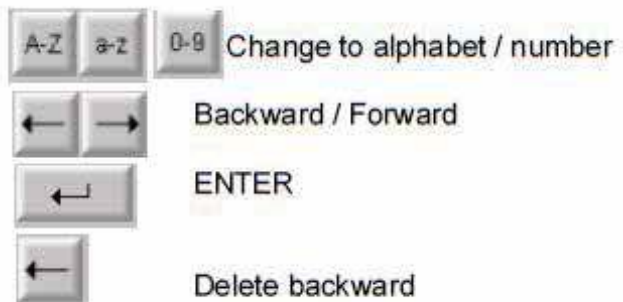 A-Z a-z 0-9 Change to alphabet / number
Backward / Forward
ENTER
Delete backward